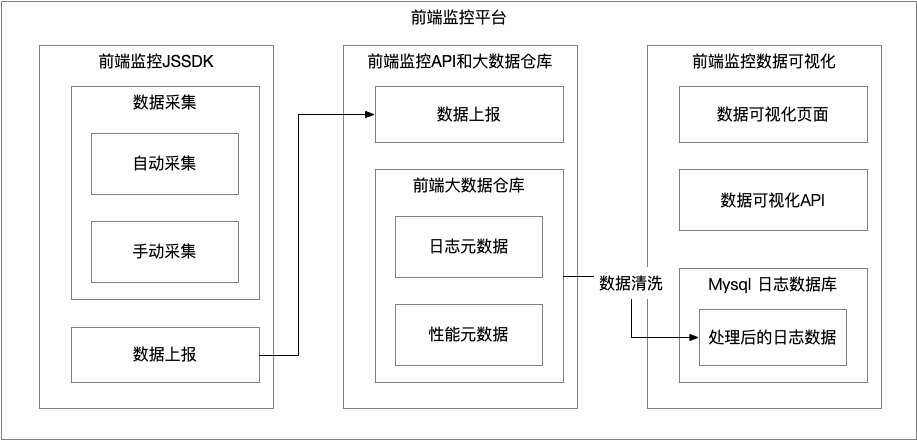 前端监控平台
前端监控JSSDK
数据采集
自动采集
手动采集
数据上报
前端监控API和大数据仓库
数据上报
前端大数据仓库
日志元数据
性能元数据
数据清洗
前端监控数据可视化
数据可视化页面
数据可视化API
Mysql 日志数据库
处理后的日志数据